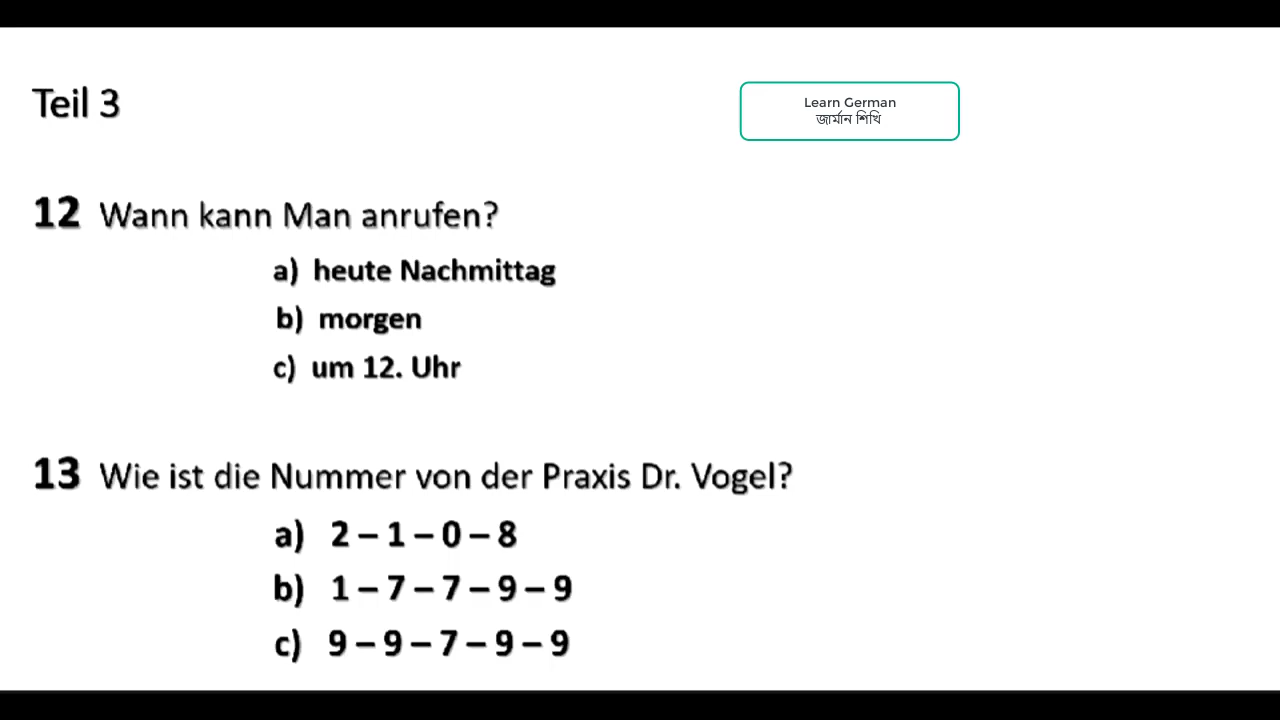 Teil 3
Learn German
জার্মান শিখি
12 Wann kann Man anrufen?
a) heute Nachmittag
b) morgen
c) um 12. Uhr
13 Wie ist die Nummer von der Praxis Dr. Vogel?
a) 2 – 1 – 0 – 8
b) 1 – 7 – 7 – 9 – 9
c) 9 – 9 – 7 – 9 – 9